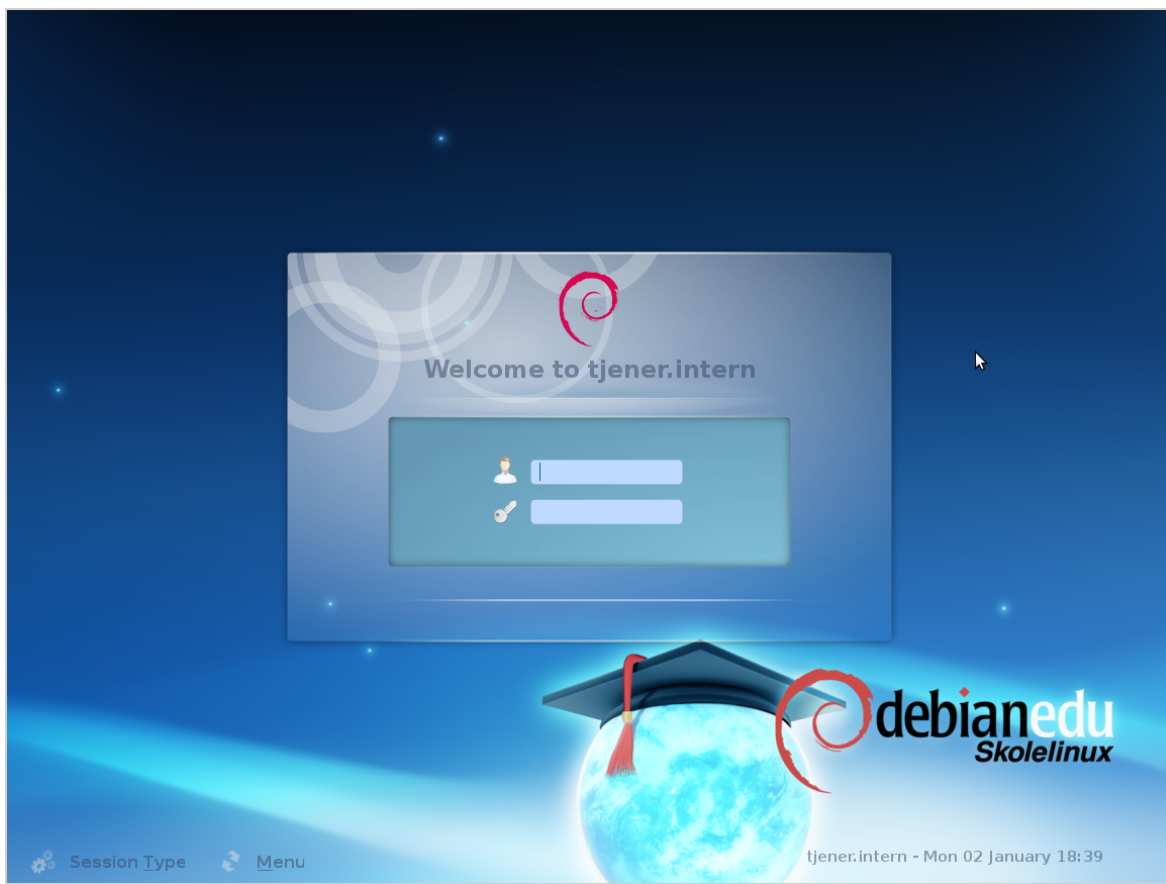 Welcome to tjener.intern
debianedu
Skolelinux
Session Type
Menu
tjener.intern - Mon 02 January 18:39